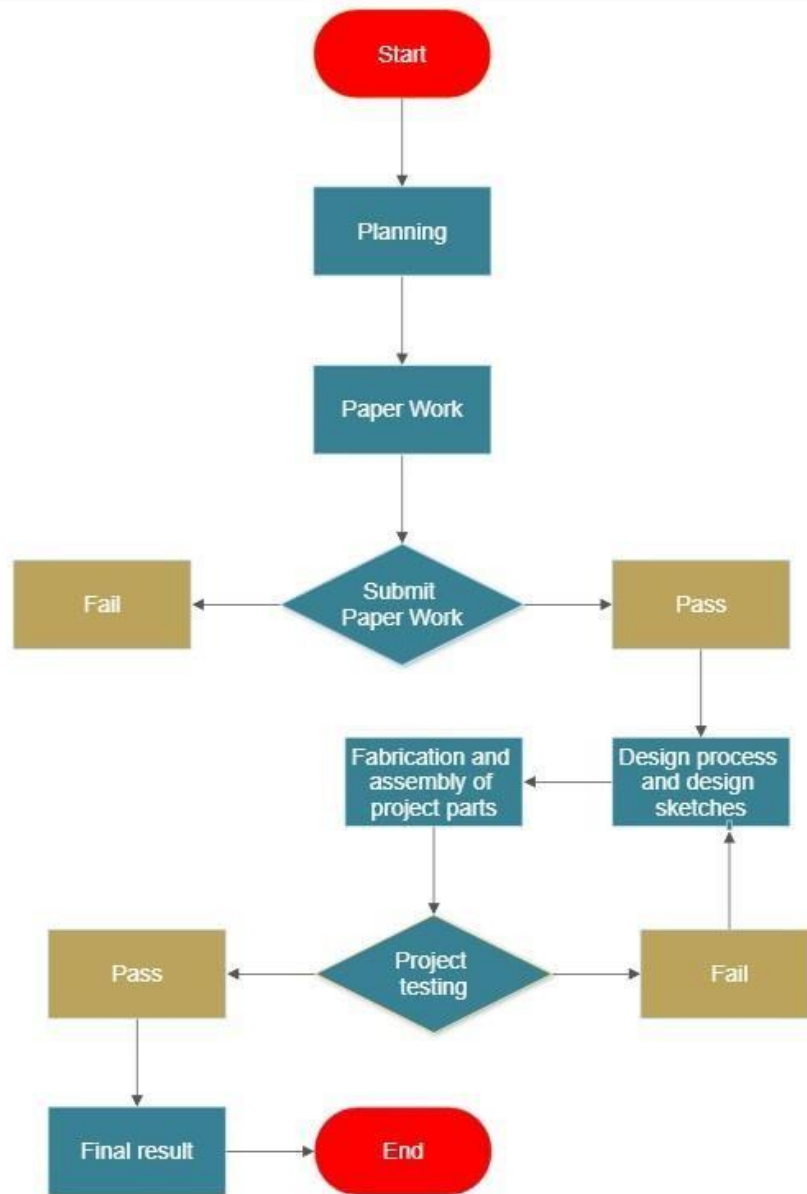 Start
Planning
Paper Work
Fail
Submit
Paper Work
Pass
Fabrication and
assembly of
project parts
Design process
and design
sketches
Pass
Project
testing
Fail
Final result
End